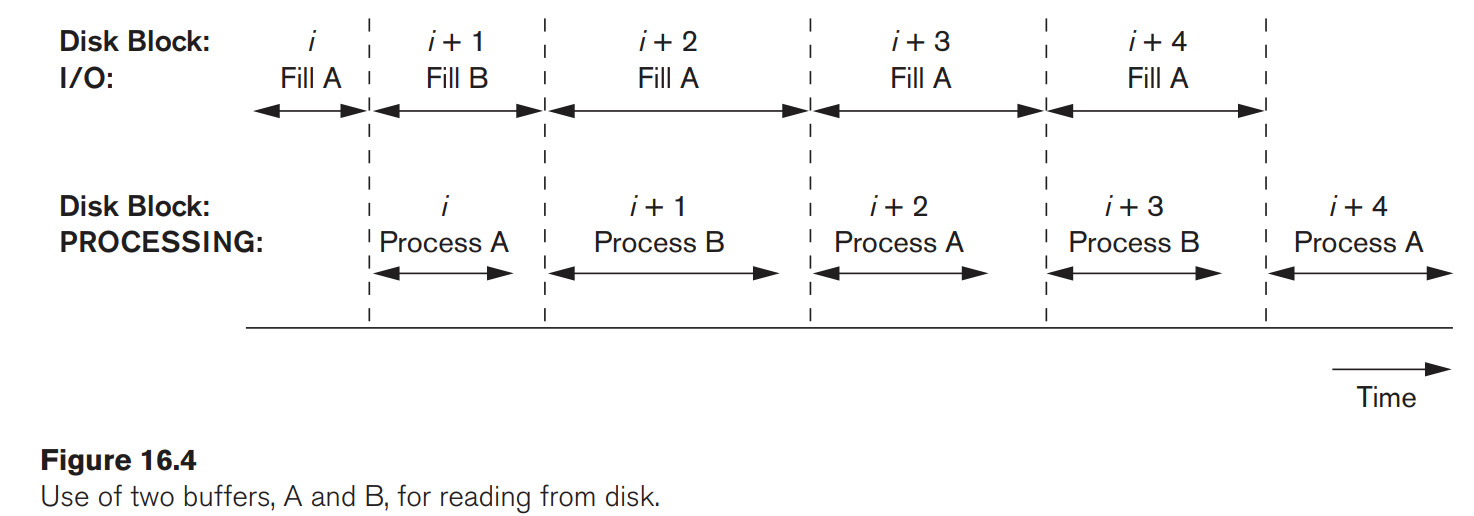 Disk Block: i i + 1 i + 2 i + 3 i + 4
I/O: Fill A Fill B Fill A Fill A Fill A
Disk Block: i i + 1 i + 2 i + 3 i + 4
PROCESSING: Process A Process B Process A Process B Process A
Time
Figure 16.4
Use of two buffers, A and B, for reading from disk.